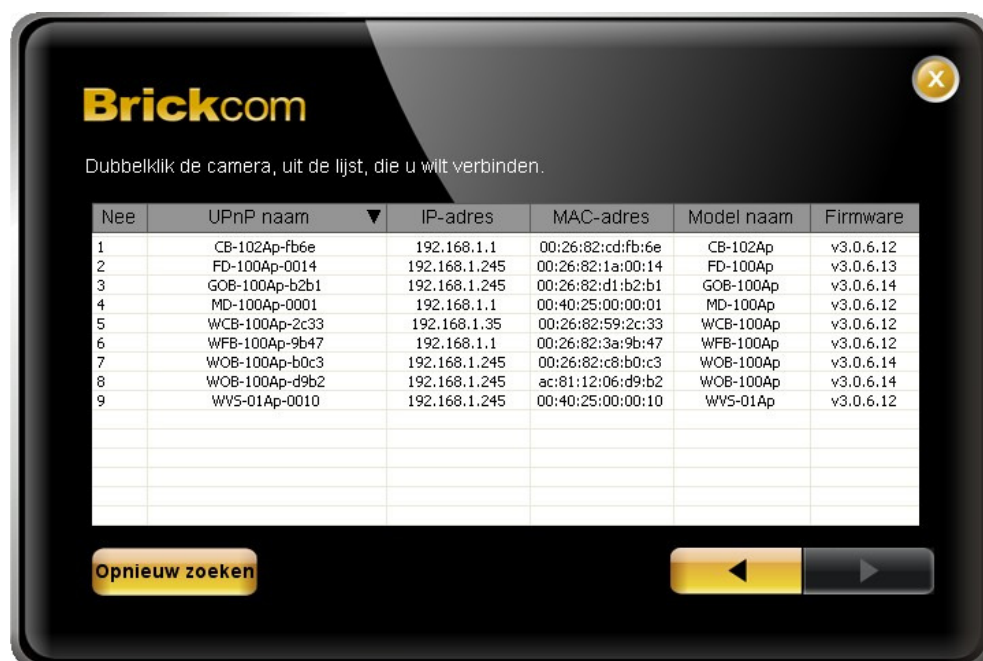 Brickcom
Dubbelklik de camera, uit de lijst, die u wilt verbinden.
Nee UPnP naam IP-adres MAC-adres Model naam Firmware
1 CB-102Ap-fb6e 192.168.1.1 00:26:82:cd:fb:6e CB-102Ap v3.0.6.12
2 FD-100Ap-0014 192.168.1.245 00:26:82:1a:00:14 FD-100Ap v3.0.6.13
3 GOB-100Ap-b2b1 192.168.1.245 00:26:82:d1:b2:b1 GOB-100Ap v3.0.6.14
4 MD-100Ap-0001 192.168.1.1 00:40:25:00:00:01 MD-100Ap v3.0.6.12
5 WCB-100Ap-2c33 192.168.1.35 00:26:82:59:2c:33 WCB-100Ap v3.0.6.12
6 WFB-100Ap-9b47 192.168.1.1 00:26:82:3a:9b:47 WFB-100Ap v3.0.6.12
7 WOB-100Ap-b0c3 192.168.1.245 00:26:82:c8:b0:c3 WOB-100Ap v3.0.6.14
8 WOB-100Ap-d9b2 192.168.1.245 ac:81:12:06:d9:b2 WOB-100Ap v3.0.6.14
9 WVS-01Ap-0010 192.168.1.245 00:40:25:00:00:10 WVS-01Ap v3.0.6.12
Opnieuw zoeken